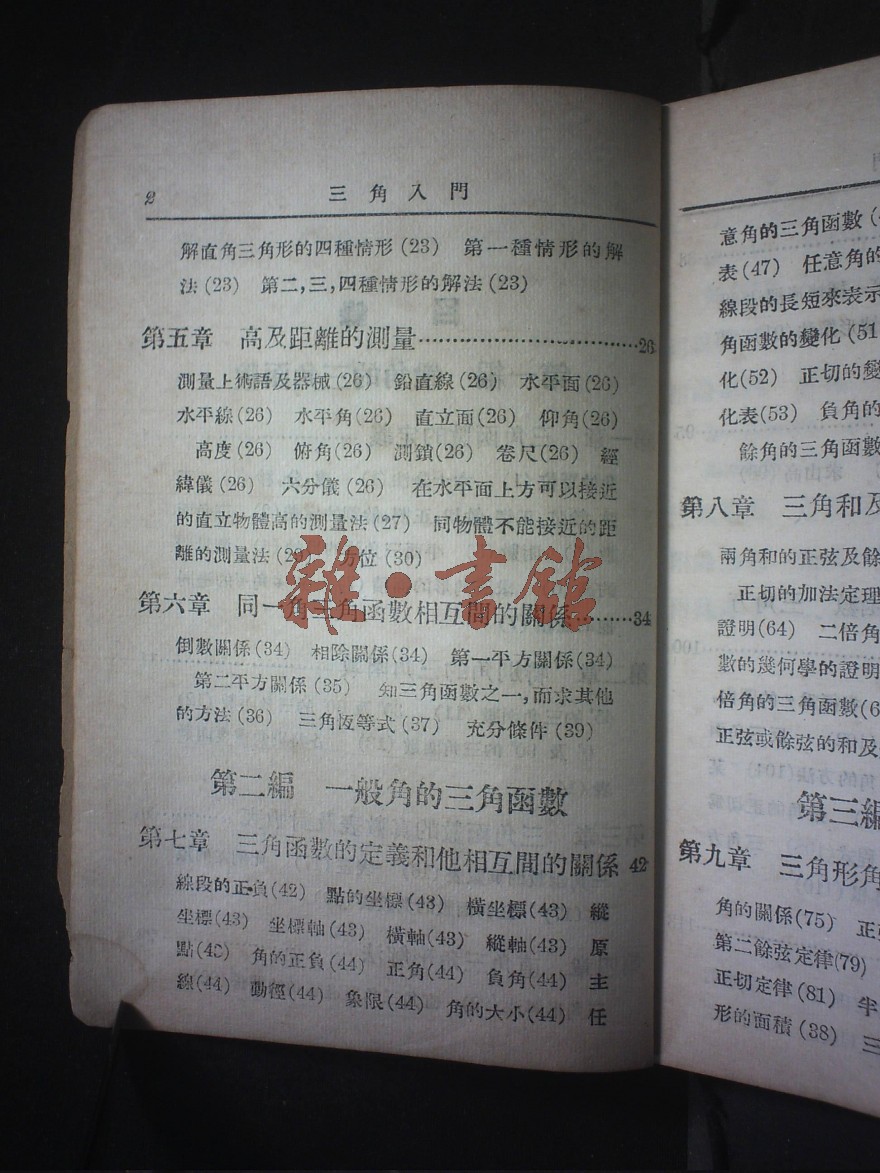 2 三角入門
解直角三角形的四種情形(23) 第一種情形的解
法(23) 第二,三,四種情形的解法(23)
第五章 高及距離的測量……………………………26
測量上術語及器械(26) 鉛直線(26) 水平面(26)
水平線(26) 水平角(26) 直立面(26) 仰角(26)
高度(26) 俯角(26) 測鎖(26) 卷尺(26) 經
緯儀(26) 六分儀(26) 在水平面上方可以接近
的直立物體高的測量法(27) 同物體不能接近的距
離的測量法(29) 方位(30)
雜·書館
第六章 同一角三角函數相互間的關係………34
倒數關係(34) 相除關係(34) 第一平方關係(34)
第二平方關係(35) 知三角函數之一,而求其他
的方法(36) 三角恆等式(37) 充分條件(39)
第二編 一般角的三角函數
第七章 三角函數的定義和他相互間的關係 42
線段的正負(42) 點的坐標(43) 橫坐標(43) 縱
坐標(43) 坐標軸(43) 橫軸(43) 縱軸(43) 原
點(43) 角的正負(44) 正角(44) 負角(44) 主
線(44) 動徑(44) 象限(44) 角的大小(44) 任
門
意角的三角函數(
表(47) 任意角的
線段的長短來表示
角函數的變化(51
化(52) 正切的變
化表(53) 負角的
餘角的三角函數
第八章 三角和及
兩角和的正弦及餘
正切的加法定理
證明(64) 二倍角
數的幾何學的證明
倍角的三角函數(6
正弦或餘弦的和及
第三編
第九章 三角形角
角的關係(75) 正
第二餘弦定律(79)
正切定律(81) 半
形的面積(38) 三